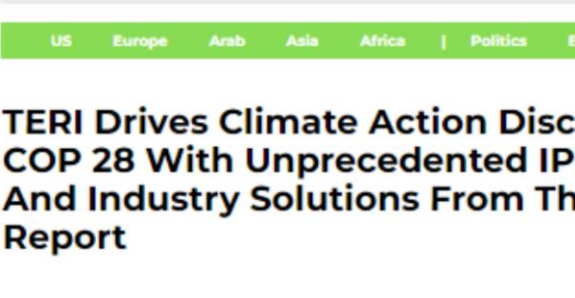 US Europe Arab Asia Africa | Politics
TERI Drives Climate Action Disc
COP 28 With Unprecedented IP
And Industry Solutions From Th
Report